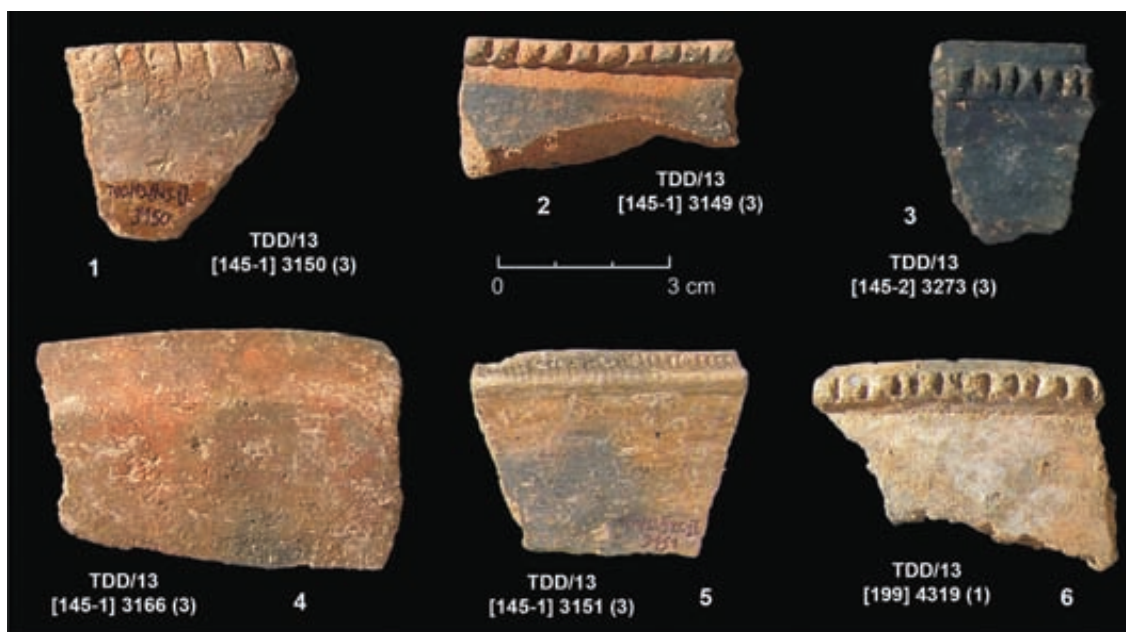 1
TDD/13
[145-1] 3150 (3)
2
TDD/13
[145-1] 3149 (3)
3
TDD/13
[145-2] 3273 (3)
0 3 cm
TDD/13
[145-1] 3166 (3)
4
TDD/13
[145-1] 3151 (3)
5
TDD/13
[199] 4319 (1)
6
3150